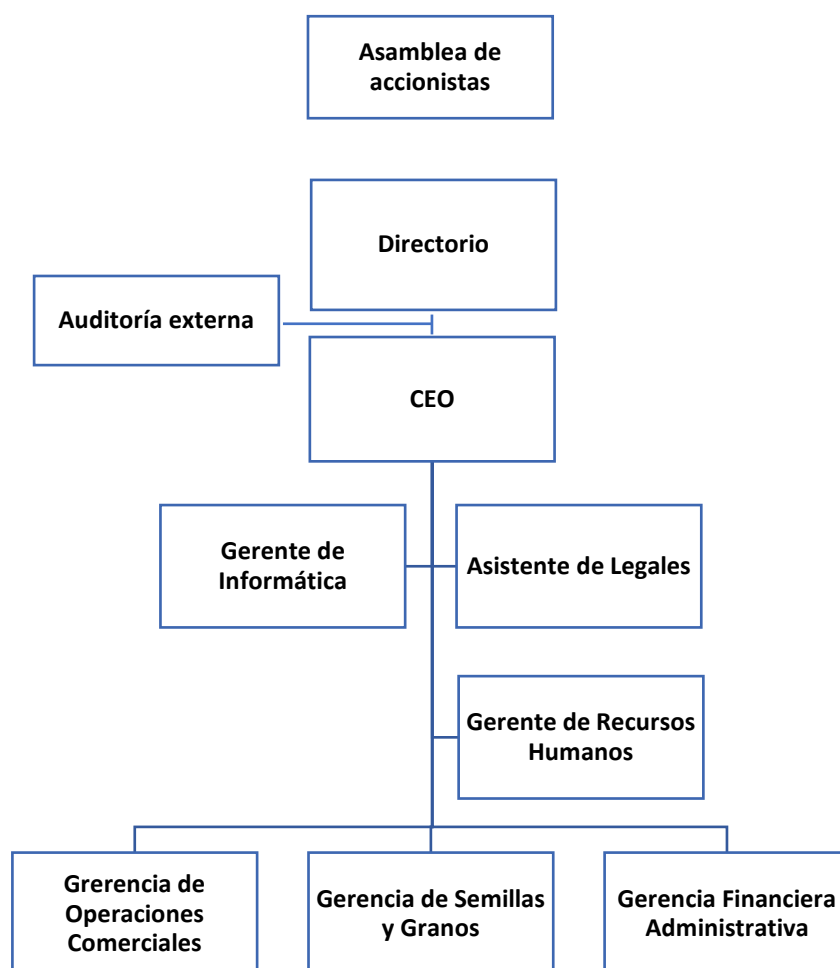 Asamblea de
accionistas
Directorio
Auditoría externa
CEO
Gerente de
Informática
Asistente de Legales
Gerente de Recursos
Humanos
Grerencia de
Operaciones
Comerciales
Gerencia de Semillas
y Granos
Gerencia Financiera
Administrativa